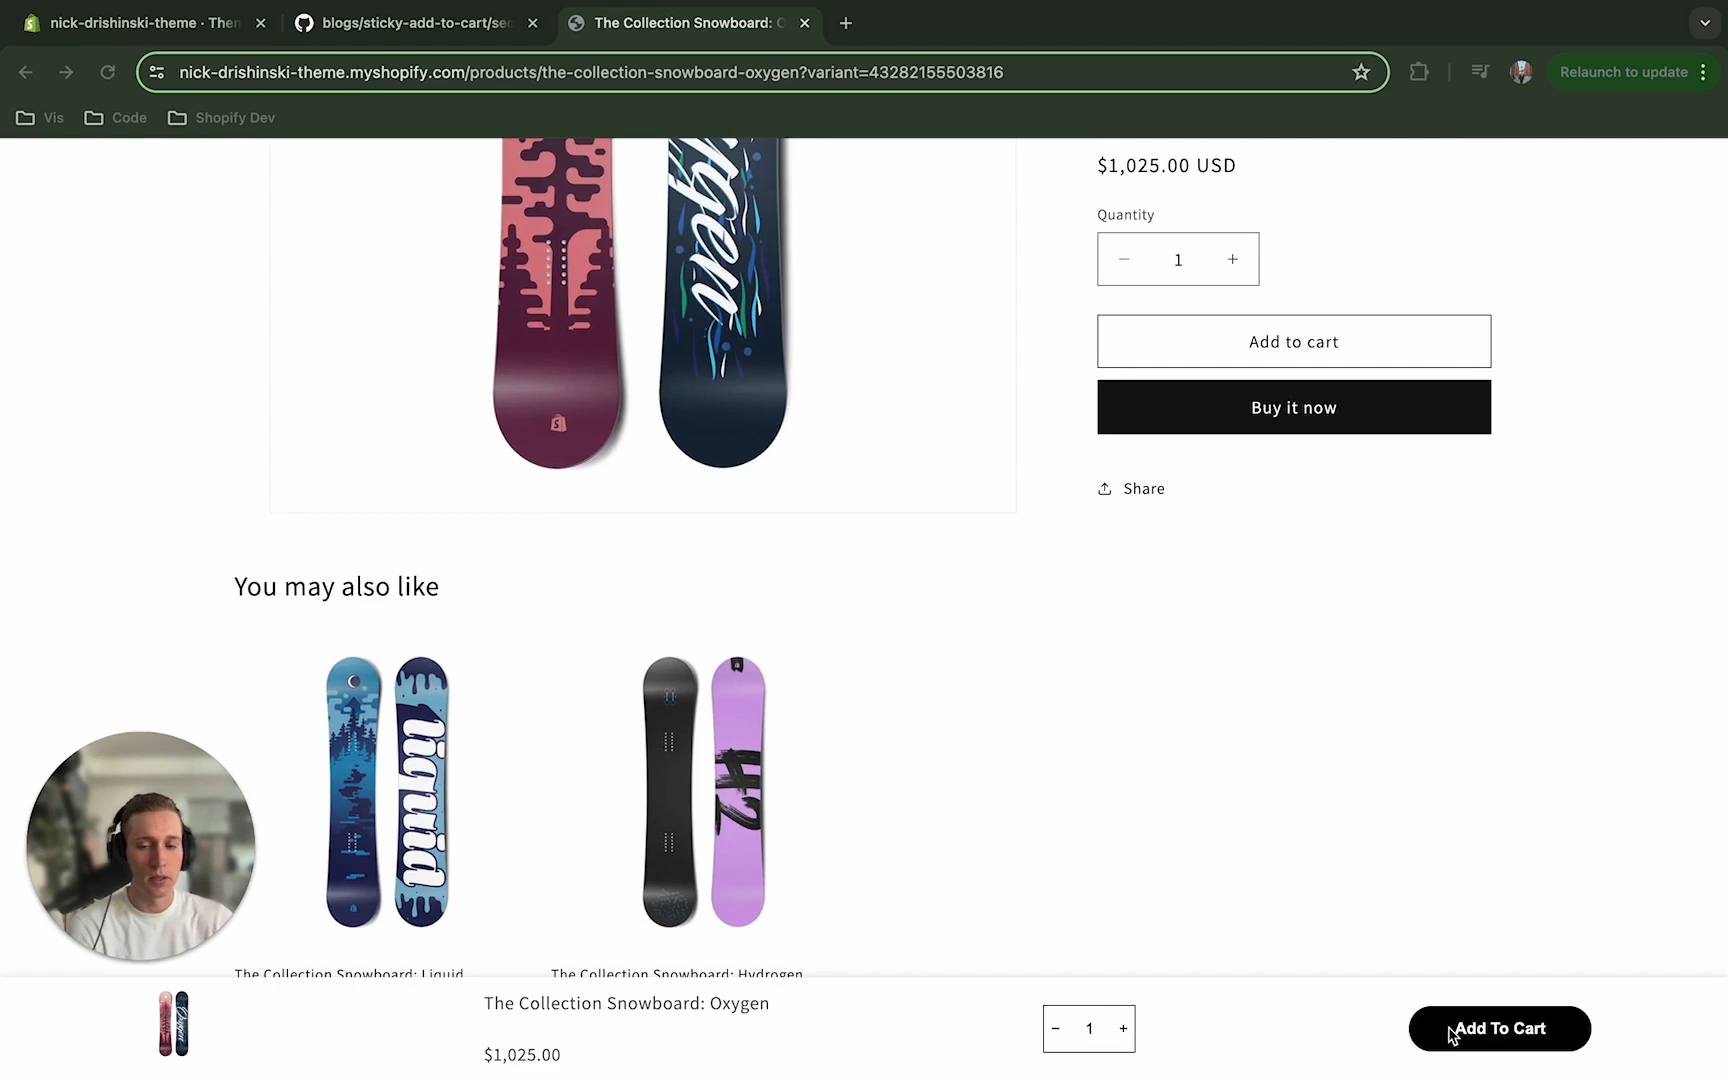 nick-drishinski-theme · Then
blogs/sticky-add-to-cart/sec
The Collection Snowboard: O
nick-drishinski-theme.myshopify.com/products/the-collection-snowboard-oxygen?variant=43282155503816
Relaunch to update
Vis
Code
Shopify Dev
$1,025.00 USD
Quantity
− 1 +
Add to cart
Buy it now
Share
You may also like
liquid
H2
The Collection Snowboard: Liquid
The Collection Snowboard: Hydrogen
The Collection Snowboard: Oxygen
$1,025.00
− 1 +
Add To Cart